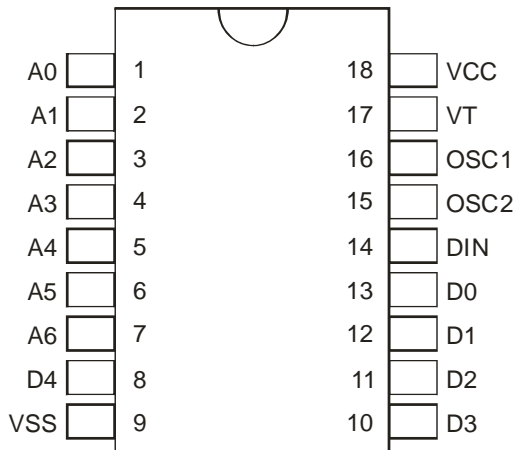 A0 1 18 VCC
A1 2 17 VT
A2 3 16 OSC1
A3 4 15 OSC2
A4 5 14 DIN
A5 6 13 D0
A6 7 12 D1
D4 8 11 D2
VSS 9 10 D3